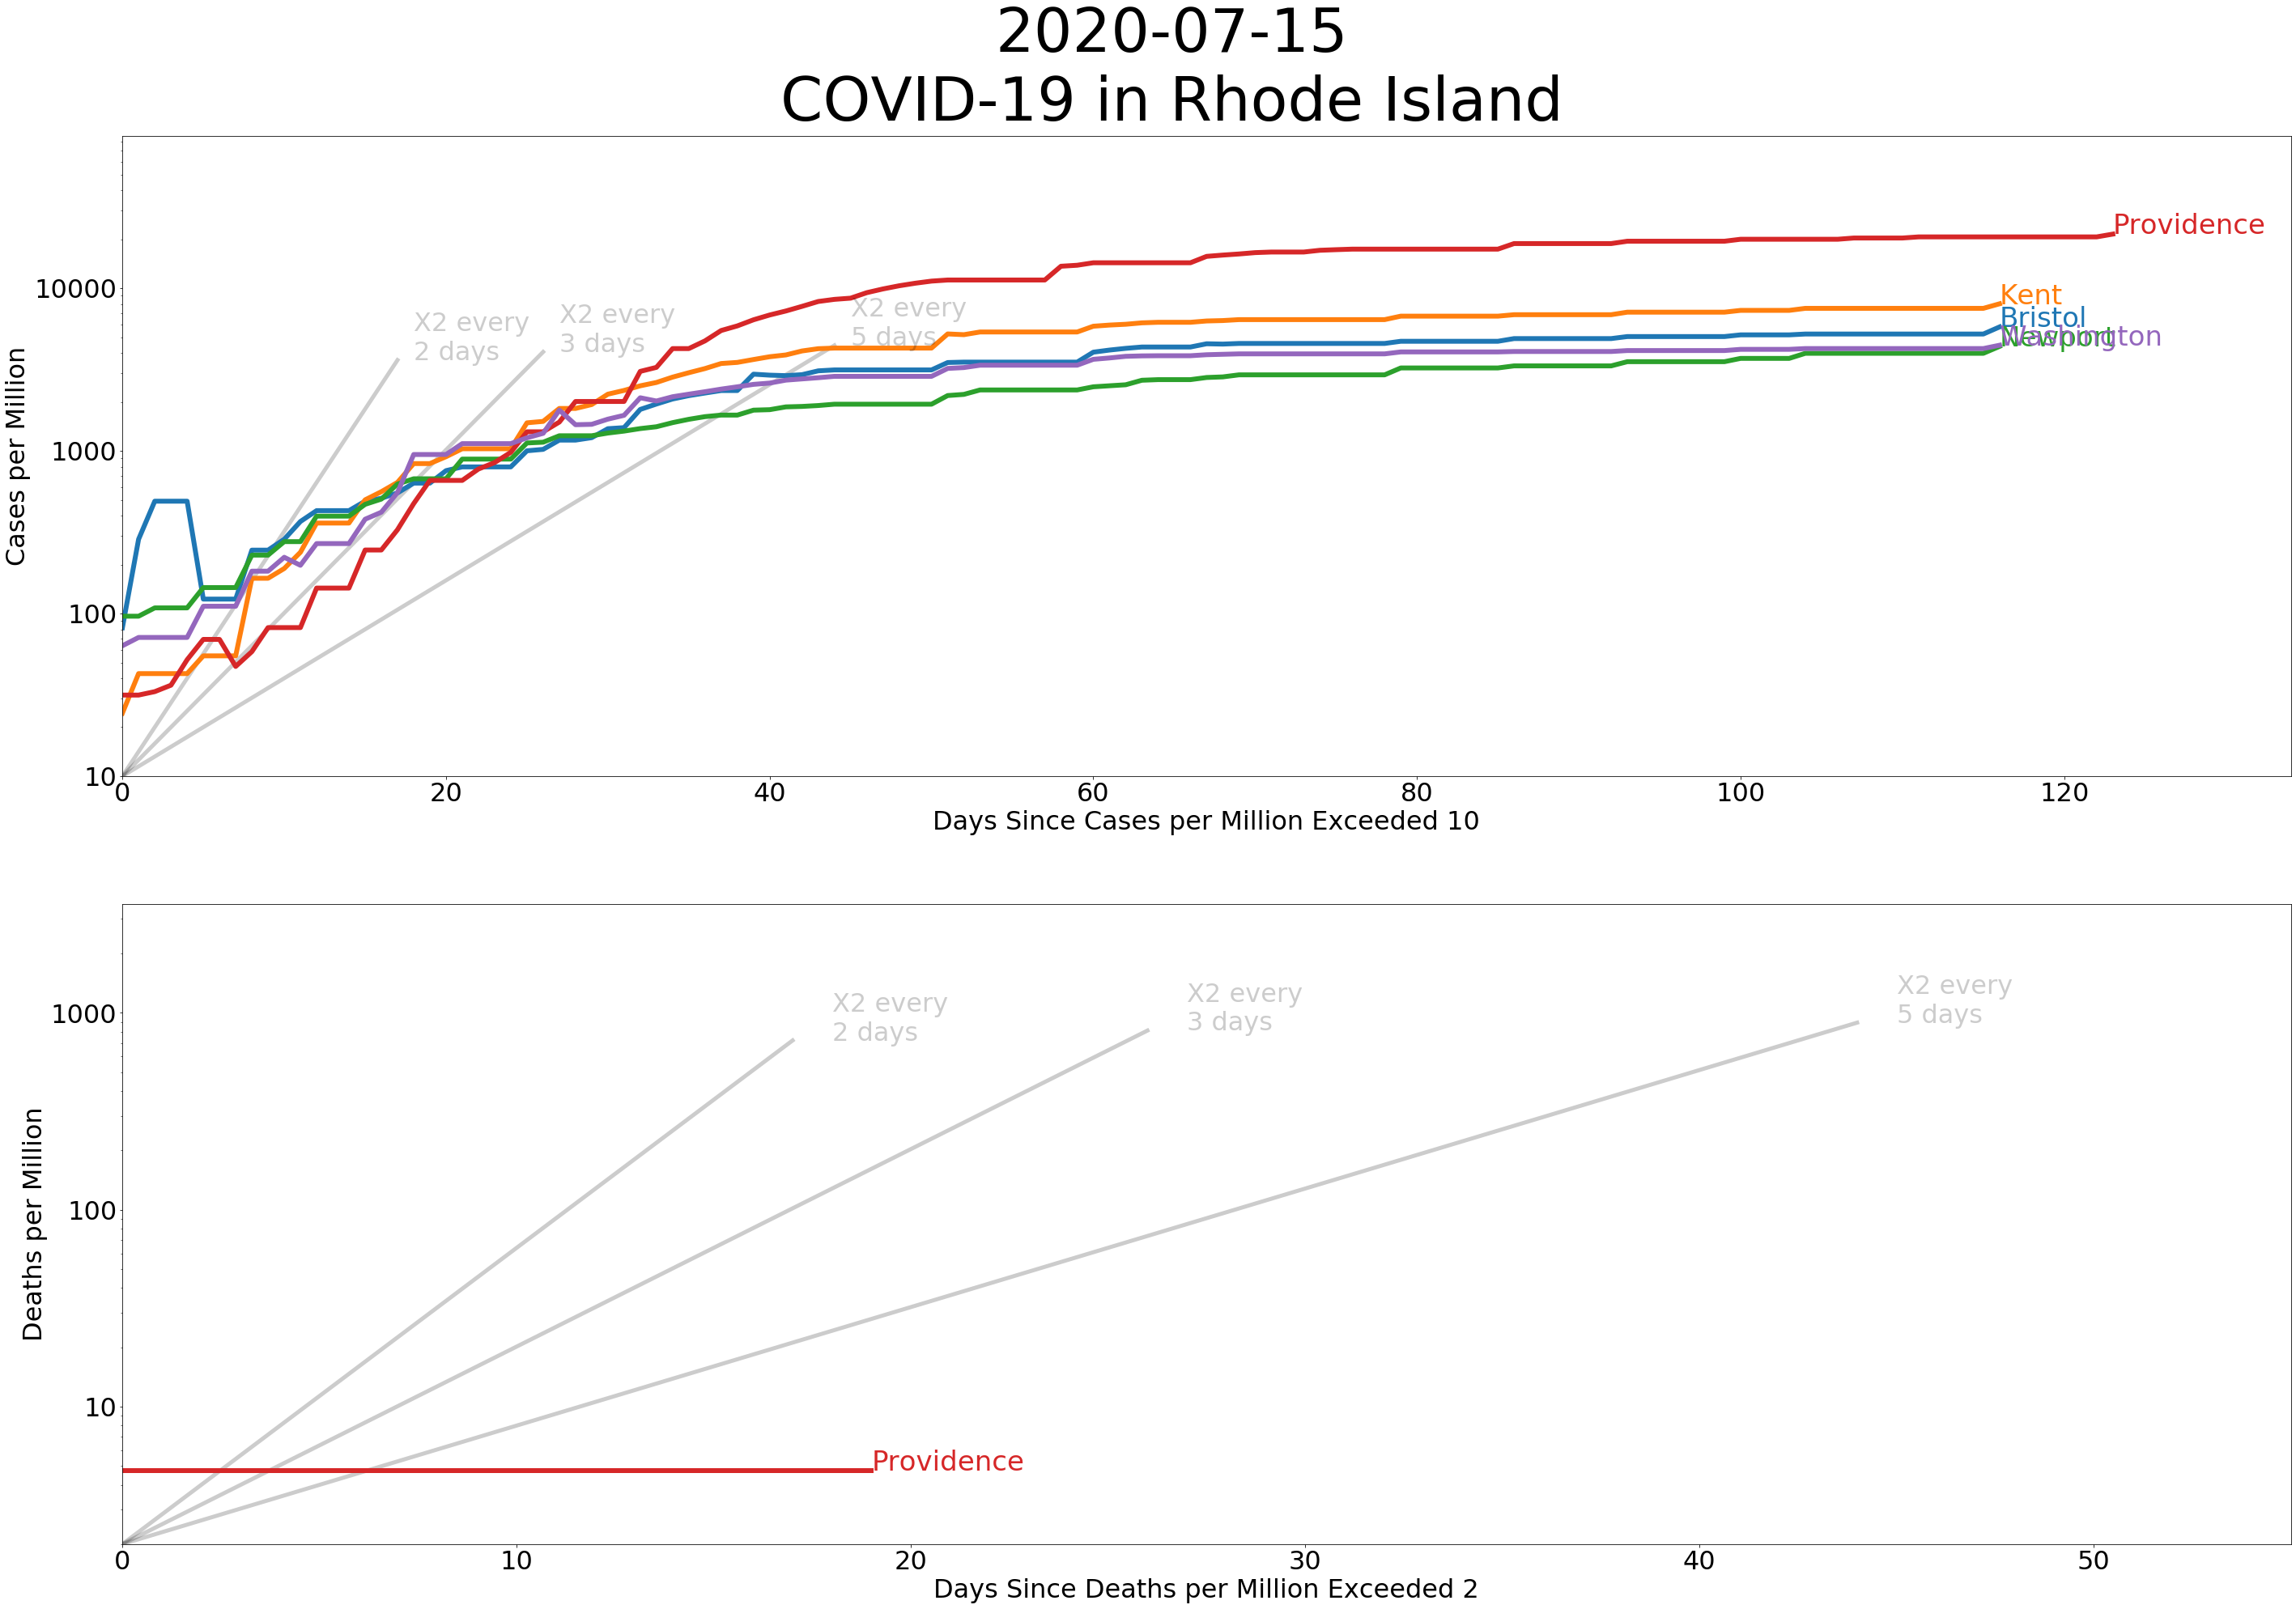 2020-07-15
COVID-19 in Rhode Island
Cases per Million
10000
1000
100
10
X2 every
2 days
X2 every
3 days
X2 every
5 days
Providence
Kent
Bristol
Washington
Newport
0 20 40 60 80 100 120
Days Since Cases per Million Exceeded 10
Deaths per Million
1000
100
10
X2 every
2 days
X2 every
3 days
X2 every
5 days
Providence
0 10 20 30 40 50
Days Since Deaths per Million Exceeded 2